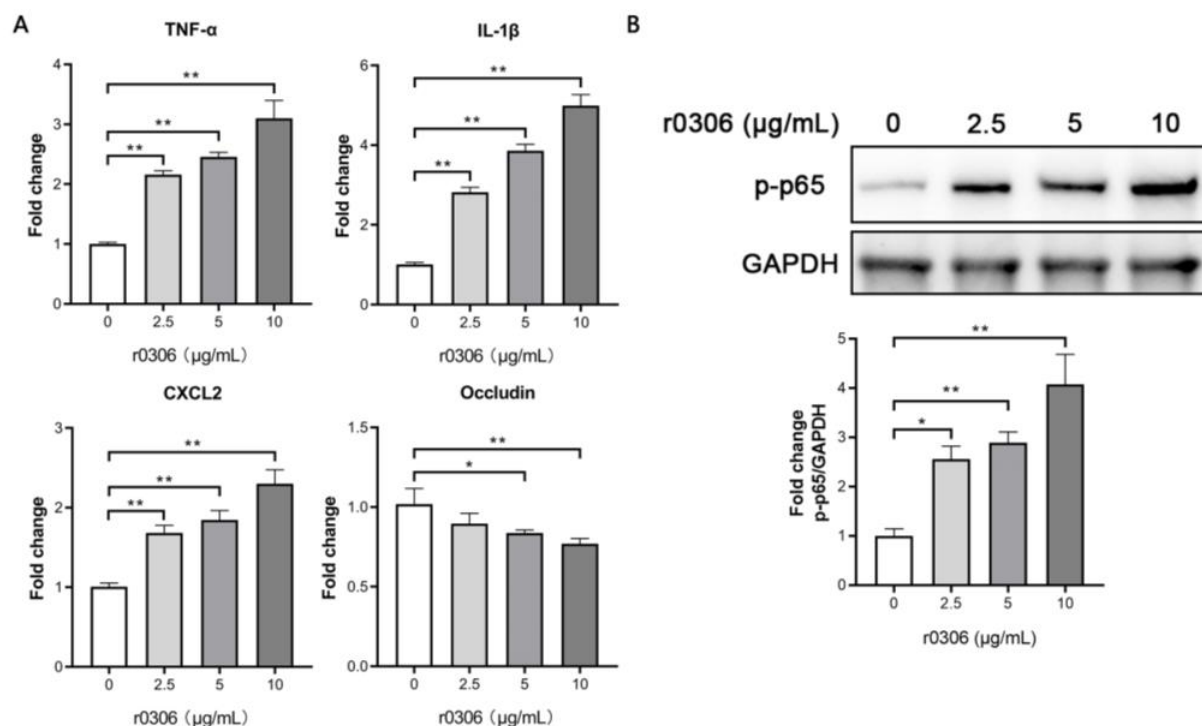 A
B
TNF-α
Fold change
4
3
2
1
0
**
**
**
0 2.5 5 10
r0306 (μg/mL)
IL-1β
Fold change
6
4
2
0
**
**
**
0 2.5 5 10
r0306 (μg/mL)
CXCL2
Fold change
3
2
1
0
**
**
**
0 2.5 5 10
r0306 (μg/mL)
Occludin
Fold change
1.5
1.0
0.5
0.0
**
*
0 2.5 5 10
r0306 (μg/mL)
r0306 (μg/mL) 0 2.5 5 10
p-p65
GAPDH
Fold change
p-p65/GAPDH
5
4
3
2
1
0
**
**
*
0 2.5 5 10
r0306 (μg/mL)